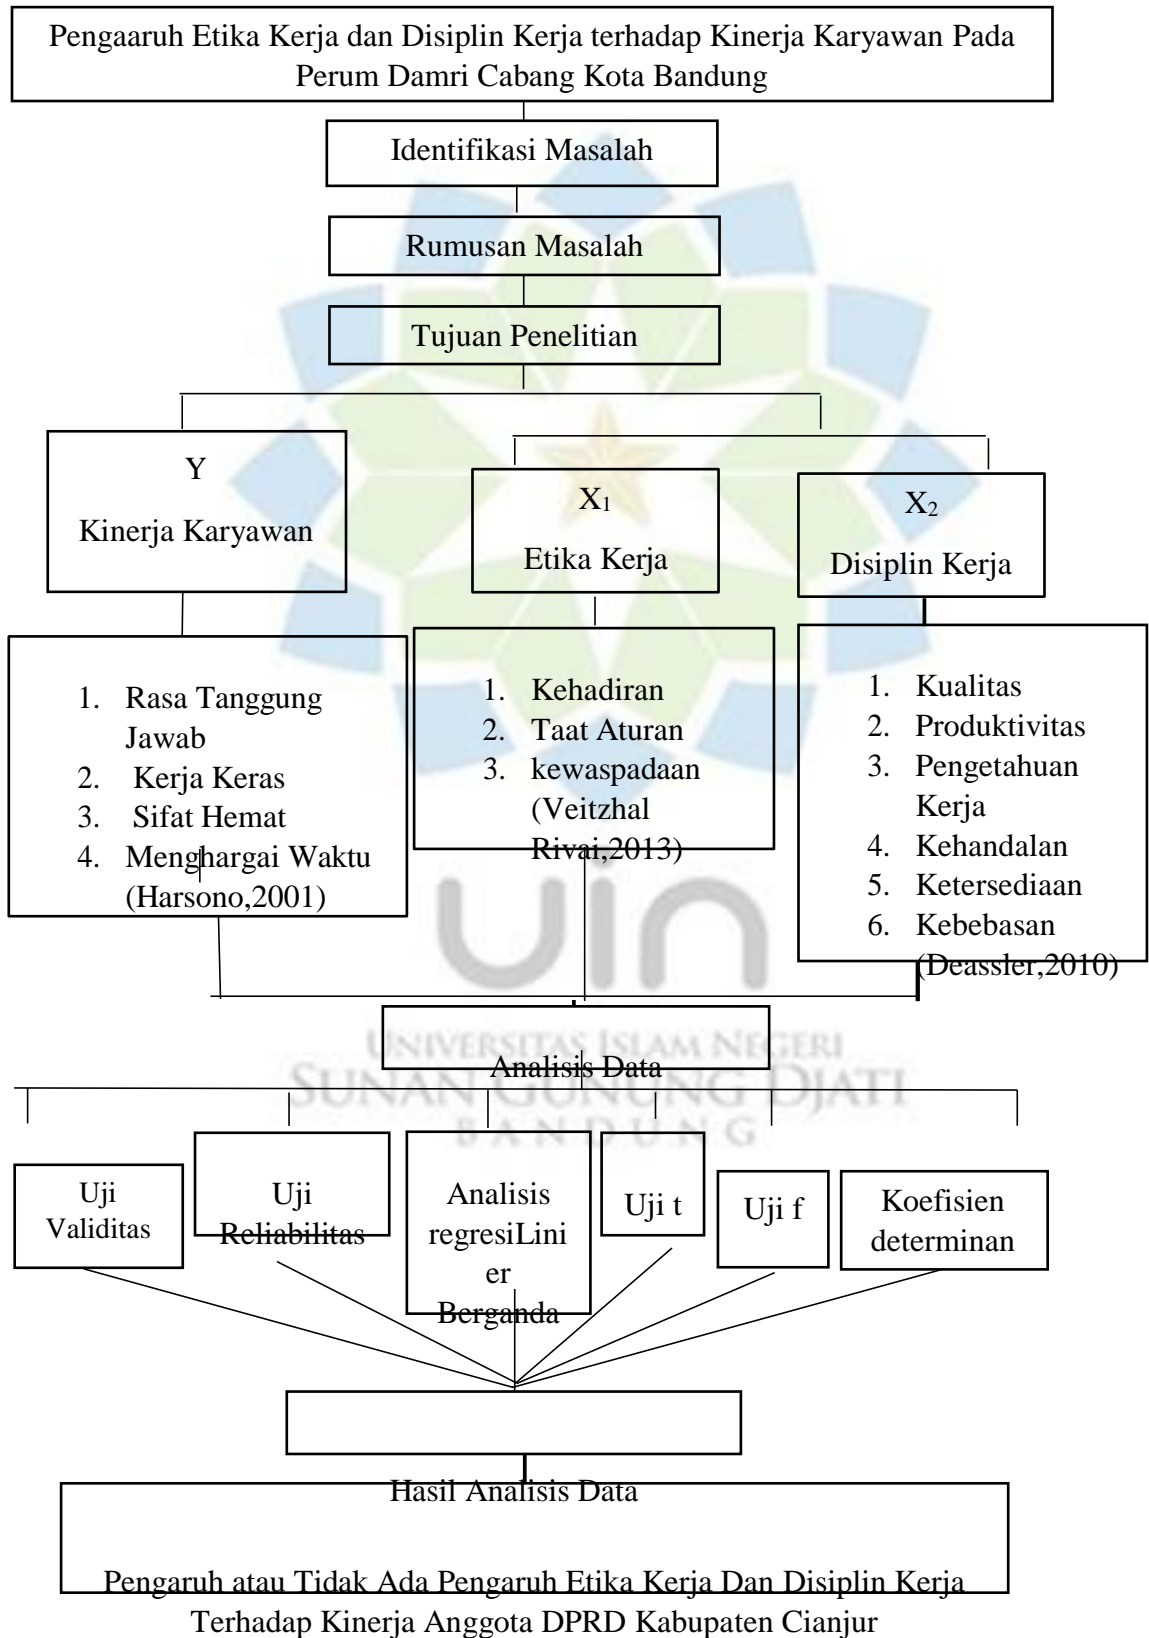 Pengaaruh Etika Kerja dan Disiplin Kerja terhadap Kinerja Karyawan Pada
Perum Damri Cabang Kota Bandung
Identifikasi Masalah
Rumusan Masalah
Tujuan Penelitian
Y
Kinerja Karyawan
X₁
Etika Kerja
X₂
Disiplin Kerja
1. Rasa Tanggung
Jawab
2. Kerja Keras
3. Sifat Hemat
4. Menghargai Waktu
(Harsono,2001)
1. Kehadiran
2. Taat Aturan
3. kewaspadaan
(Veitzhal
Rivai,2013)
1. Kualitas
2. Produktivitas
3. Pengetahuan
Kerja
4. Kehandalan
5. Ketersediaan
6. Kebebasan
(Deassler,2010)
uin
UNIVERSITAS ISLAM NEGERI
SUNAN GUNUNG DJATI
BANDUNG
Analisis Data
Uji
Validitas
Uji
Reliabilitas
Analisis
regresiLini
er
Berganda
Uji t
Uji f
Koefisien
determinan
Hasil Analisis Data
Pengaruh atau Tidak Ada Pengaruh Etika Kerja Dan Disiplin Kerja
Terhadap Kinerja Anggota DPRD Kabupaten Cianjur